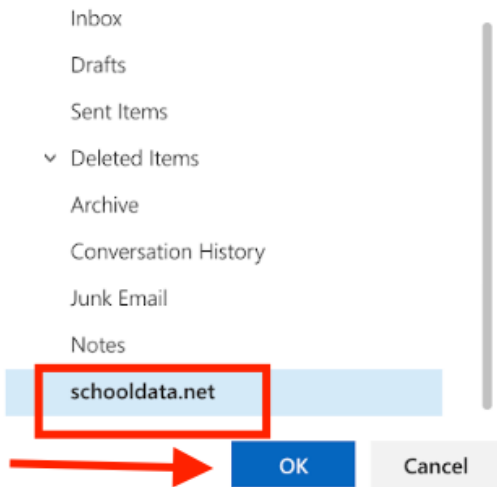 Inbox
Drafts
Sent Items
Deleted Items
Archive
Conversation History
Junk Email
Notes
schooldata.net
OK Cancel